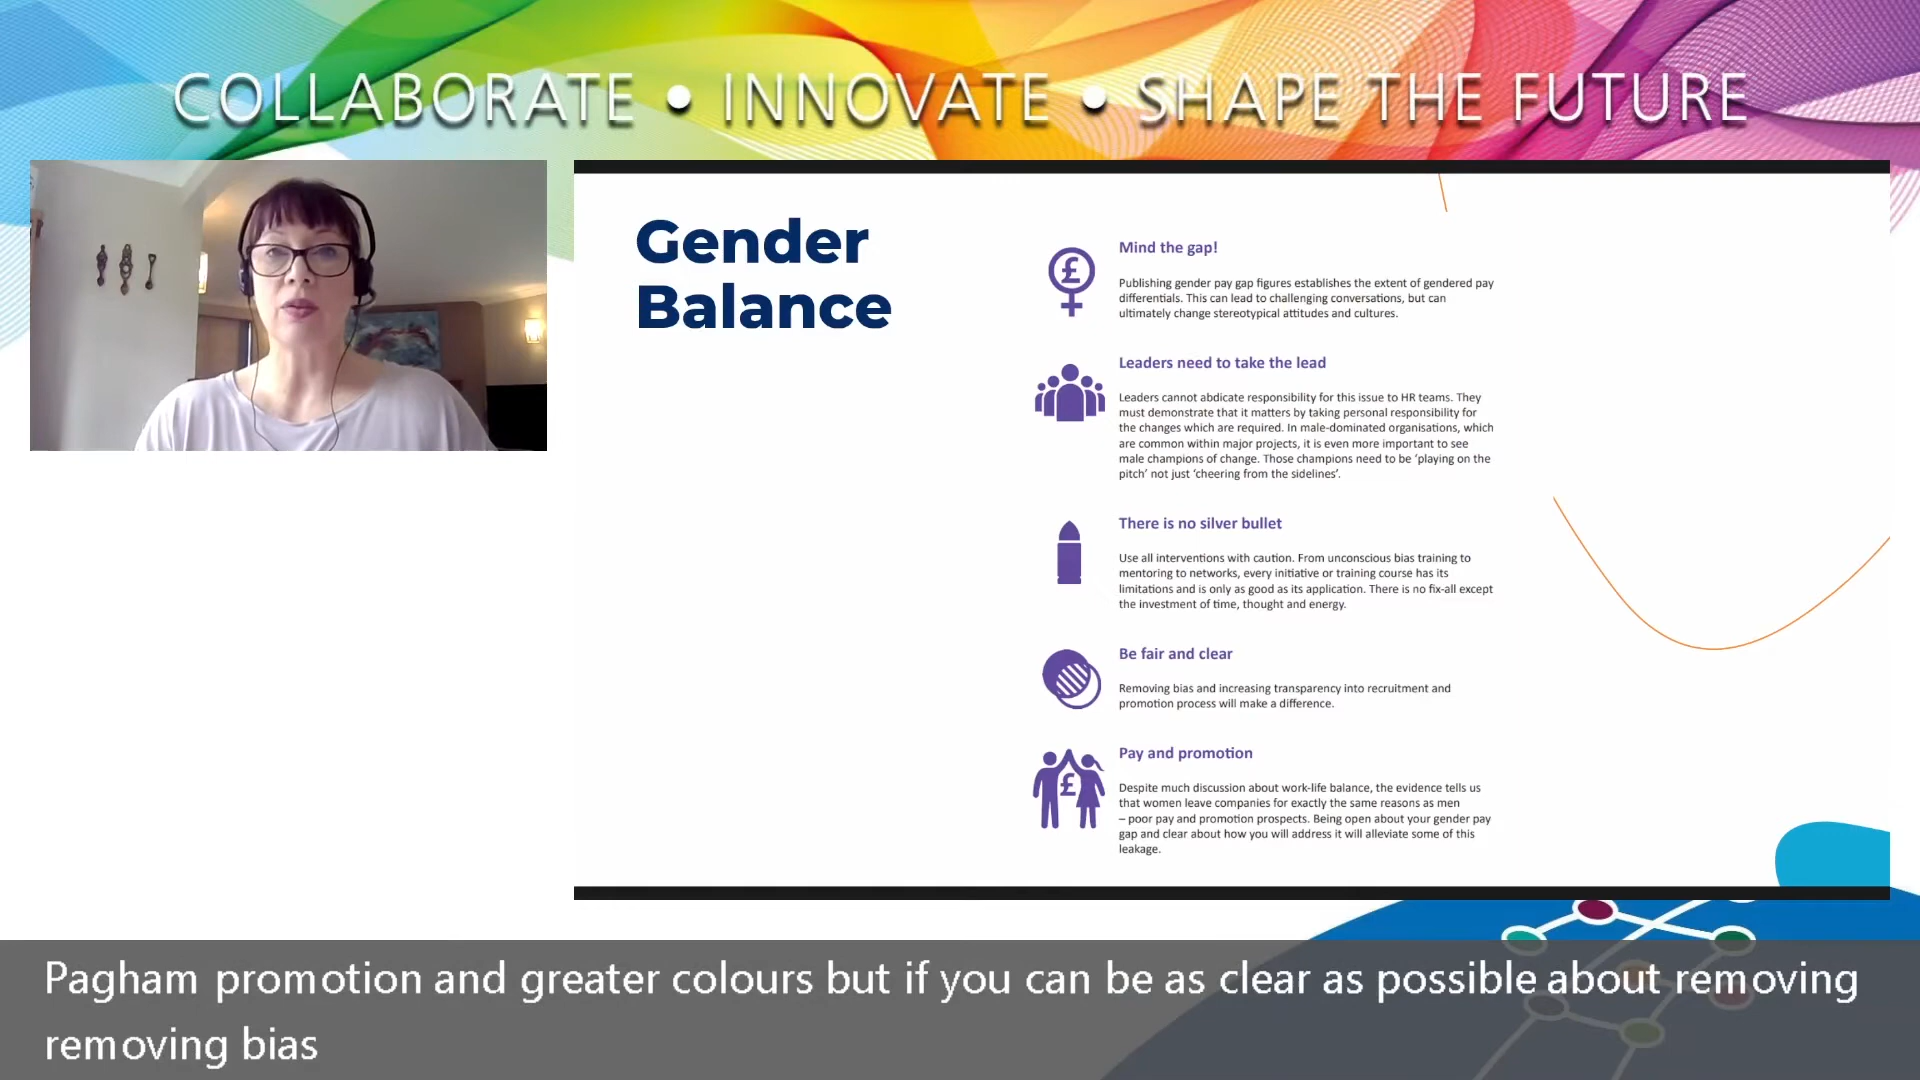 COLLABORATE • INNOVATE • SHAPE THE FUTURE
Gender
Balance
Mind the gap!
Publishing gender pay gap figures establishes the extent of gendered pay
differentials. This can lead to challenging conversations, but can
ultimately change stereotypical attitudes and cultures.
Leaders need to take the lead
Leaders cannot abdicate responsibility for this issue to HR teams. They
must demonstrate that it matters by taking personal responsibility for
the changes which are required. In male-dominated organisations, which
are common within major projects, it is even more important to see
male champions of change. Those champions need to be ‘playing on the
pitch’ not just ‘cheering from the sidelines’.
There is no silver bullet
Use all interventions with caution. From unconscious bias training to
mentoring to networks, every initiative or training course has its
limitations and is only as good as its application. There is no fix-all except
the investment of time, thought and energy.
Be fair and clear
Removing bias and increasing transparency into recruitment and
promotion process will make a difference.
£
Pay and promotion
Despite much discussion about work-life balance, the evidence tells us
that women leave companies for exactly the same reasons as men
– poor pay and promotion prospects. Being open about your gender pay
gap and clear about how you will address it will alleviate some of this
leakage.
£
Pagham promotion and greater colours but if you can be as clear as possible about removing
removing bias